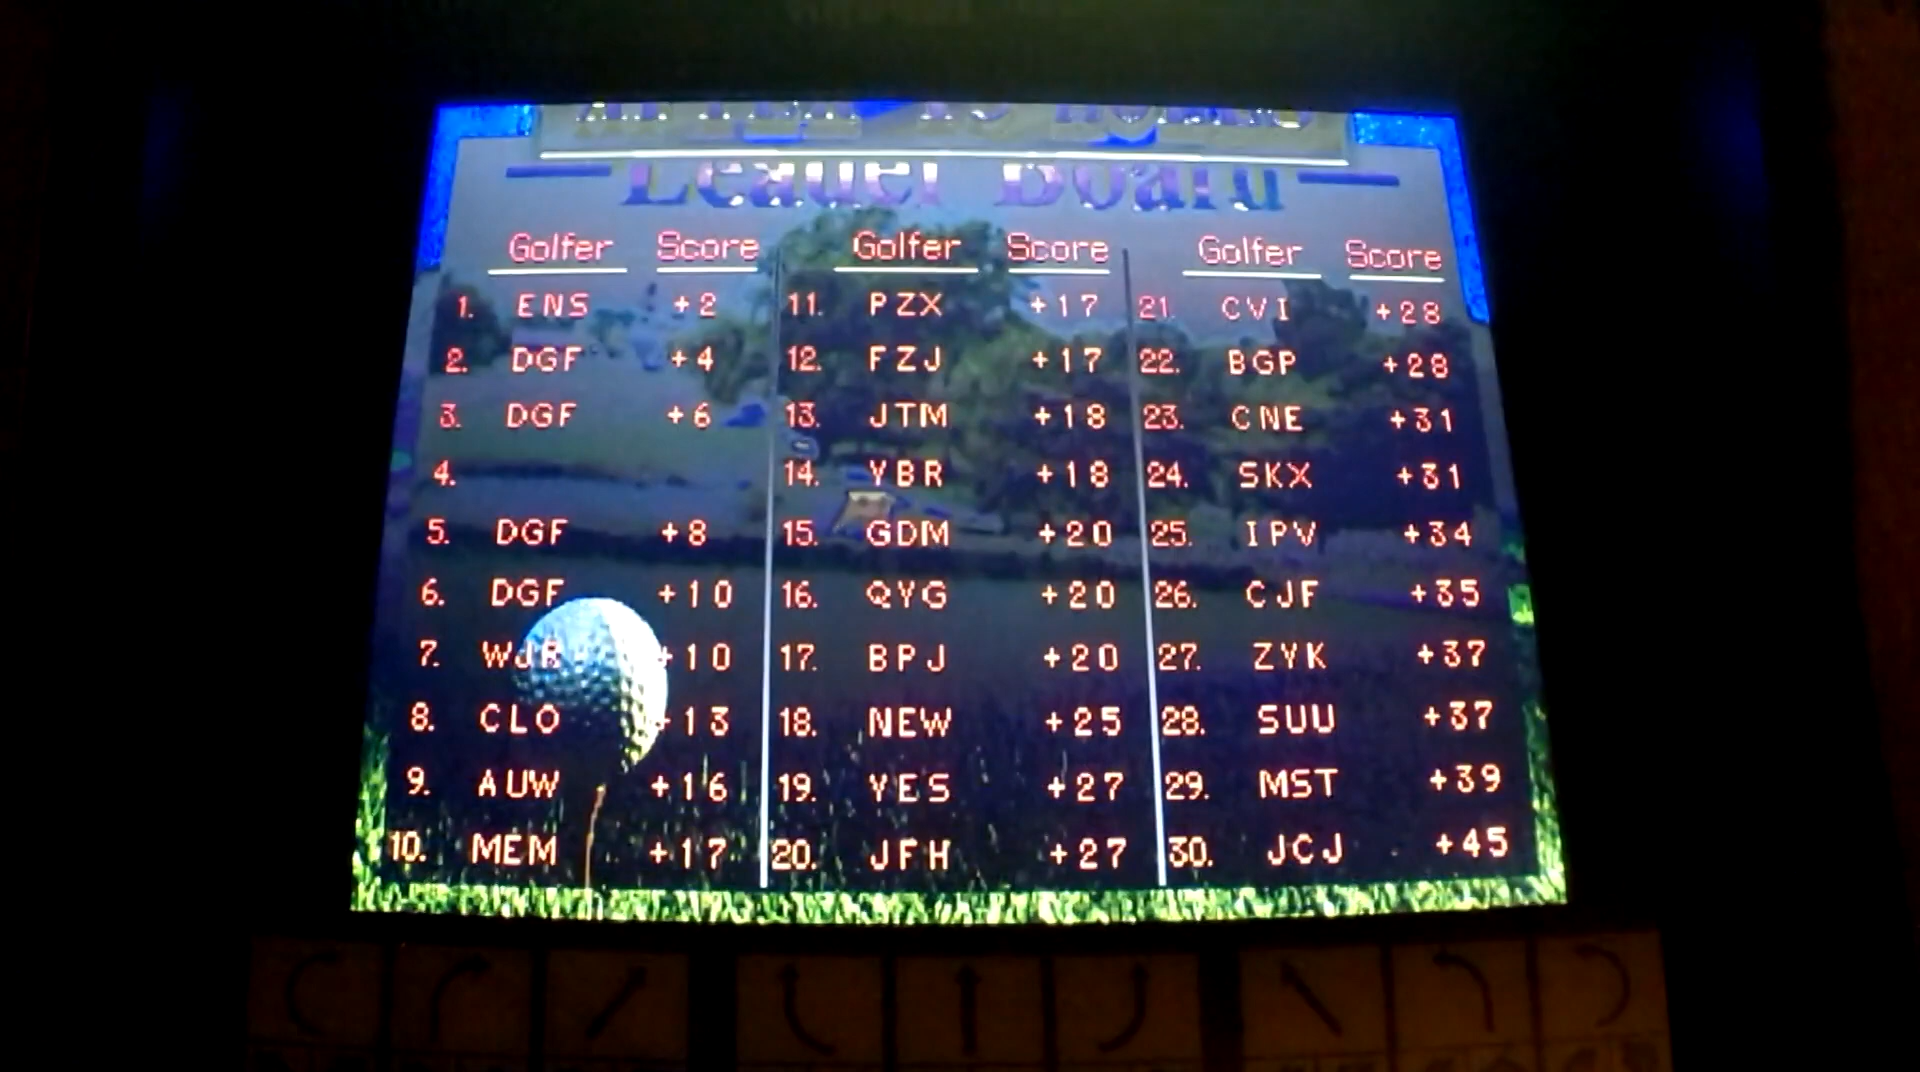 Leader Board
Golfer Score Golfer Score Golfer Score
1. ENS +2 11. PZX +17 21. CVI +28
2. DGF +4 12. FZJ +17 22. BGP +28
3. DGF +6 13. JTM +18 23. CNE +31
4. 14. YBR +18 24. SKX +31
5. DGF +8 15. GDM +20 25. IPV +34
6. DGF +10 16. QYG +20 26. CJF +35
7. WJR +10 17. BPJ +20 27. ZYK +37
8. CLO +13 18. NEW +25 28. SUU +37
9. AUW +16 19. YES +27 29. MST +39
10. MEM +17 20. JFH +27 30. JCJ +45